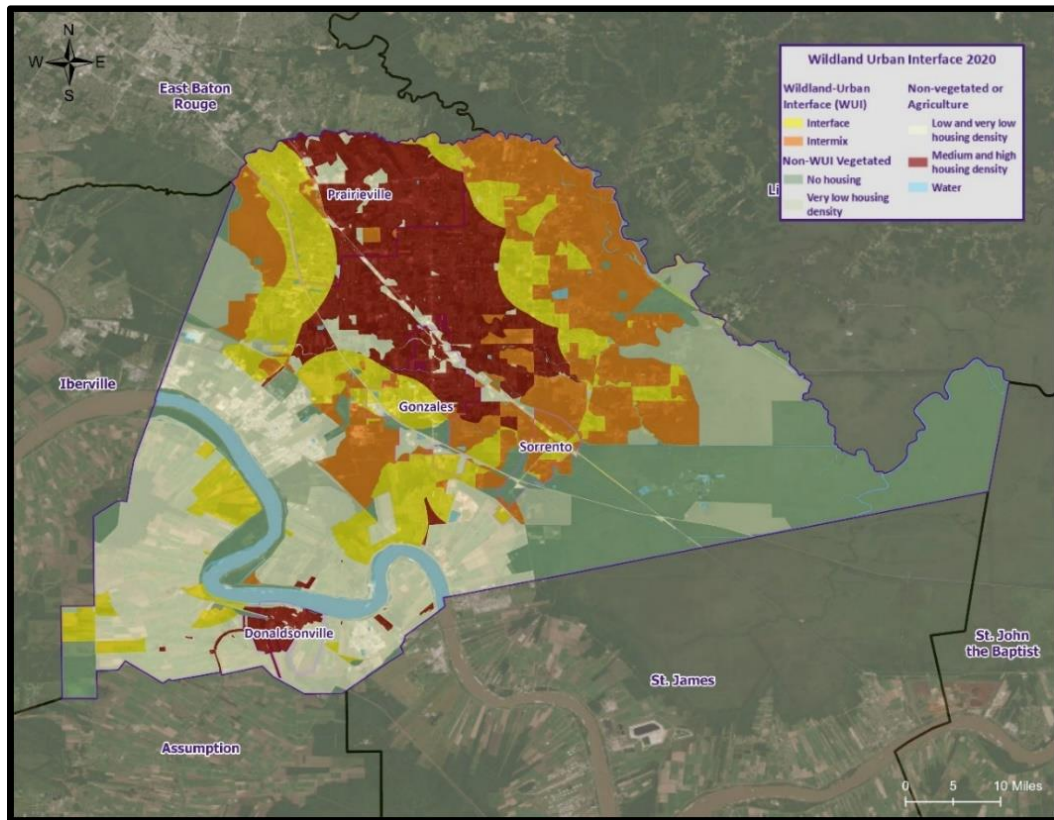 N
W E
S
East Baton
Rouge
Wildland Urban Interface 2020
Wildland-Urban
Interface (WUI)
Interface
Intermix
Non-WUI Vegetated
No housing
Very low housing
density
Non-vegetated or
Agriculture
Low and very low
housing density
Medium and high
housing density
Water
Li
Prairieville
Iberville
Gonzales
Sorrento
Donaldsonville
St. John
the Baptist
St. James
Assumption
0 5 10 Miles